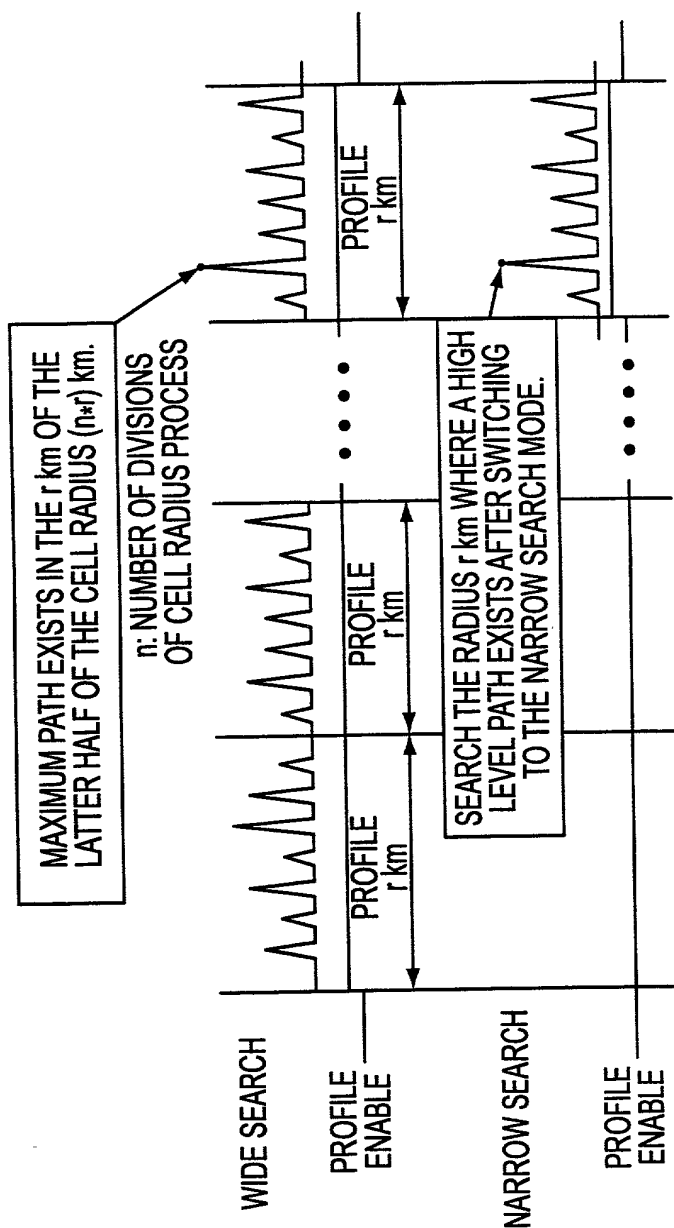 MAXIMUM PATH EXISTS IN THE r km OF THE
LATTER HALF OF THE CELL RADIUS (n*r) km.
n: NUMBER OF DIVISIONS
OF CELL RADIUS PROCESS
WIDE SEARCH
PROFILE
ENABLE
PROFILE
r km
PROFILE
r km
PROFILE
r km
SEARCH THE RADIUS r km WHERE A HIGH
LEVEL PATH EXISTS AFTER SWITCHING
TO THE NARROW SEARCH MODE.
NARROW SEARCH
PROFILE
ENABLE